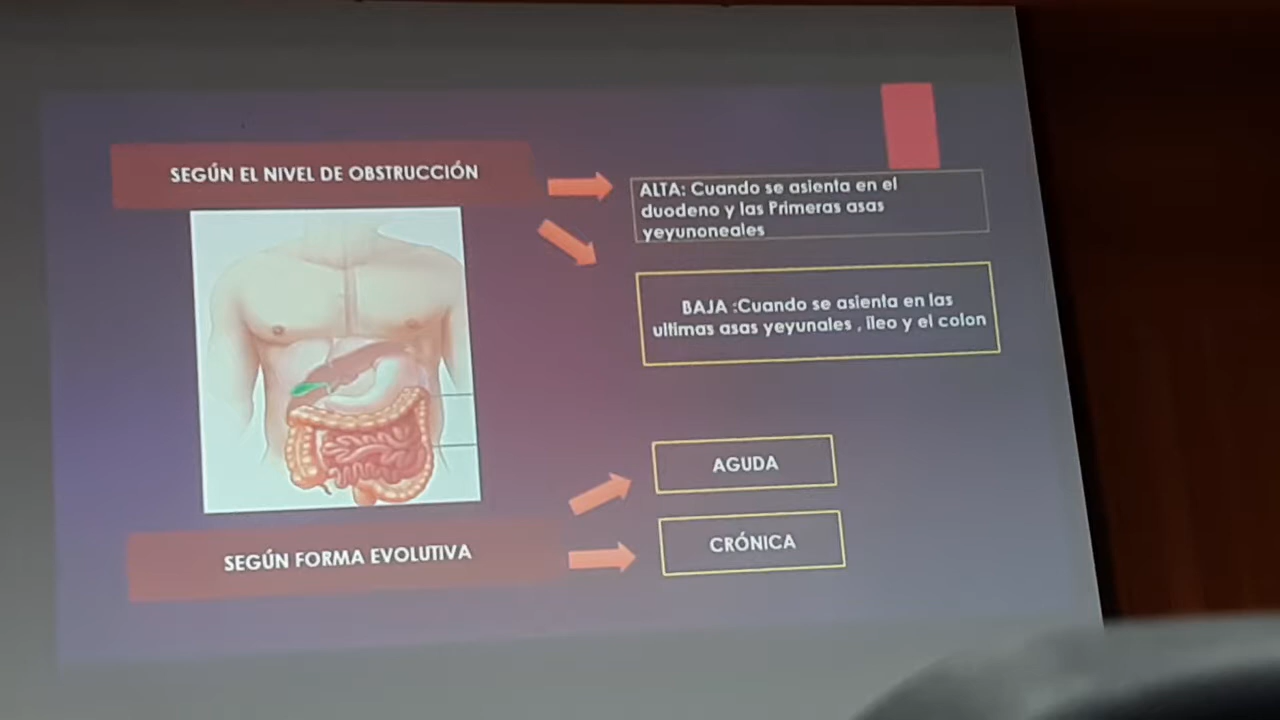 SEGÚN EL NIVEL DE OBSTRUCCIÓN
ALTA: Cuando se asienta en el
duodeno y las Primeras asas
yeyunoneales
BAJA :Cuando se asienta en las
ultimas asas yeyunales , íleo y el colon
AGUDA
CRÓNICA
SEGÚN FORMA EVOLUTIVA